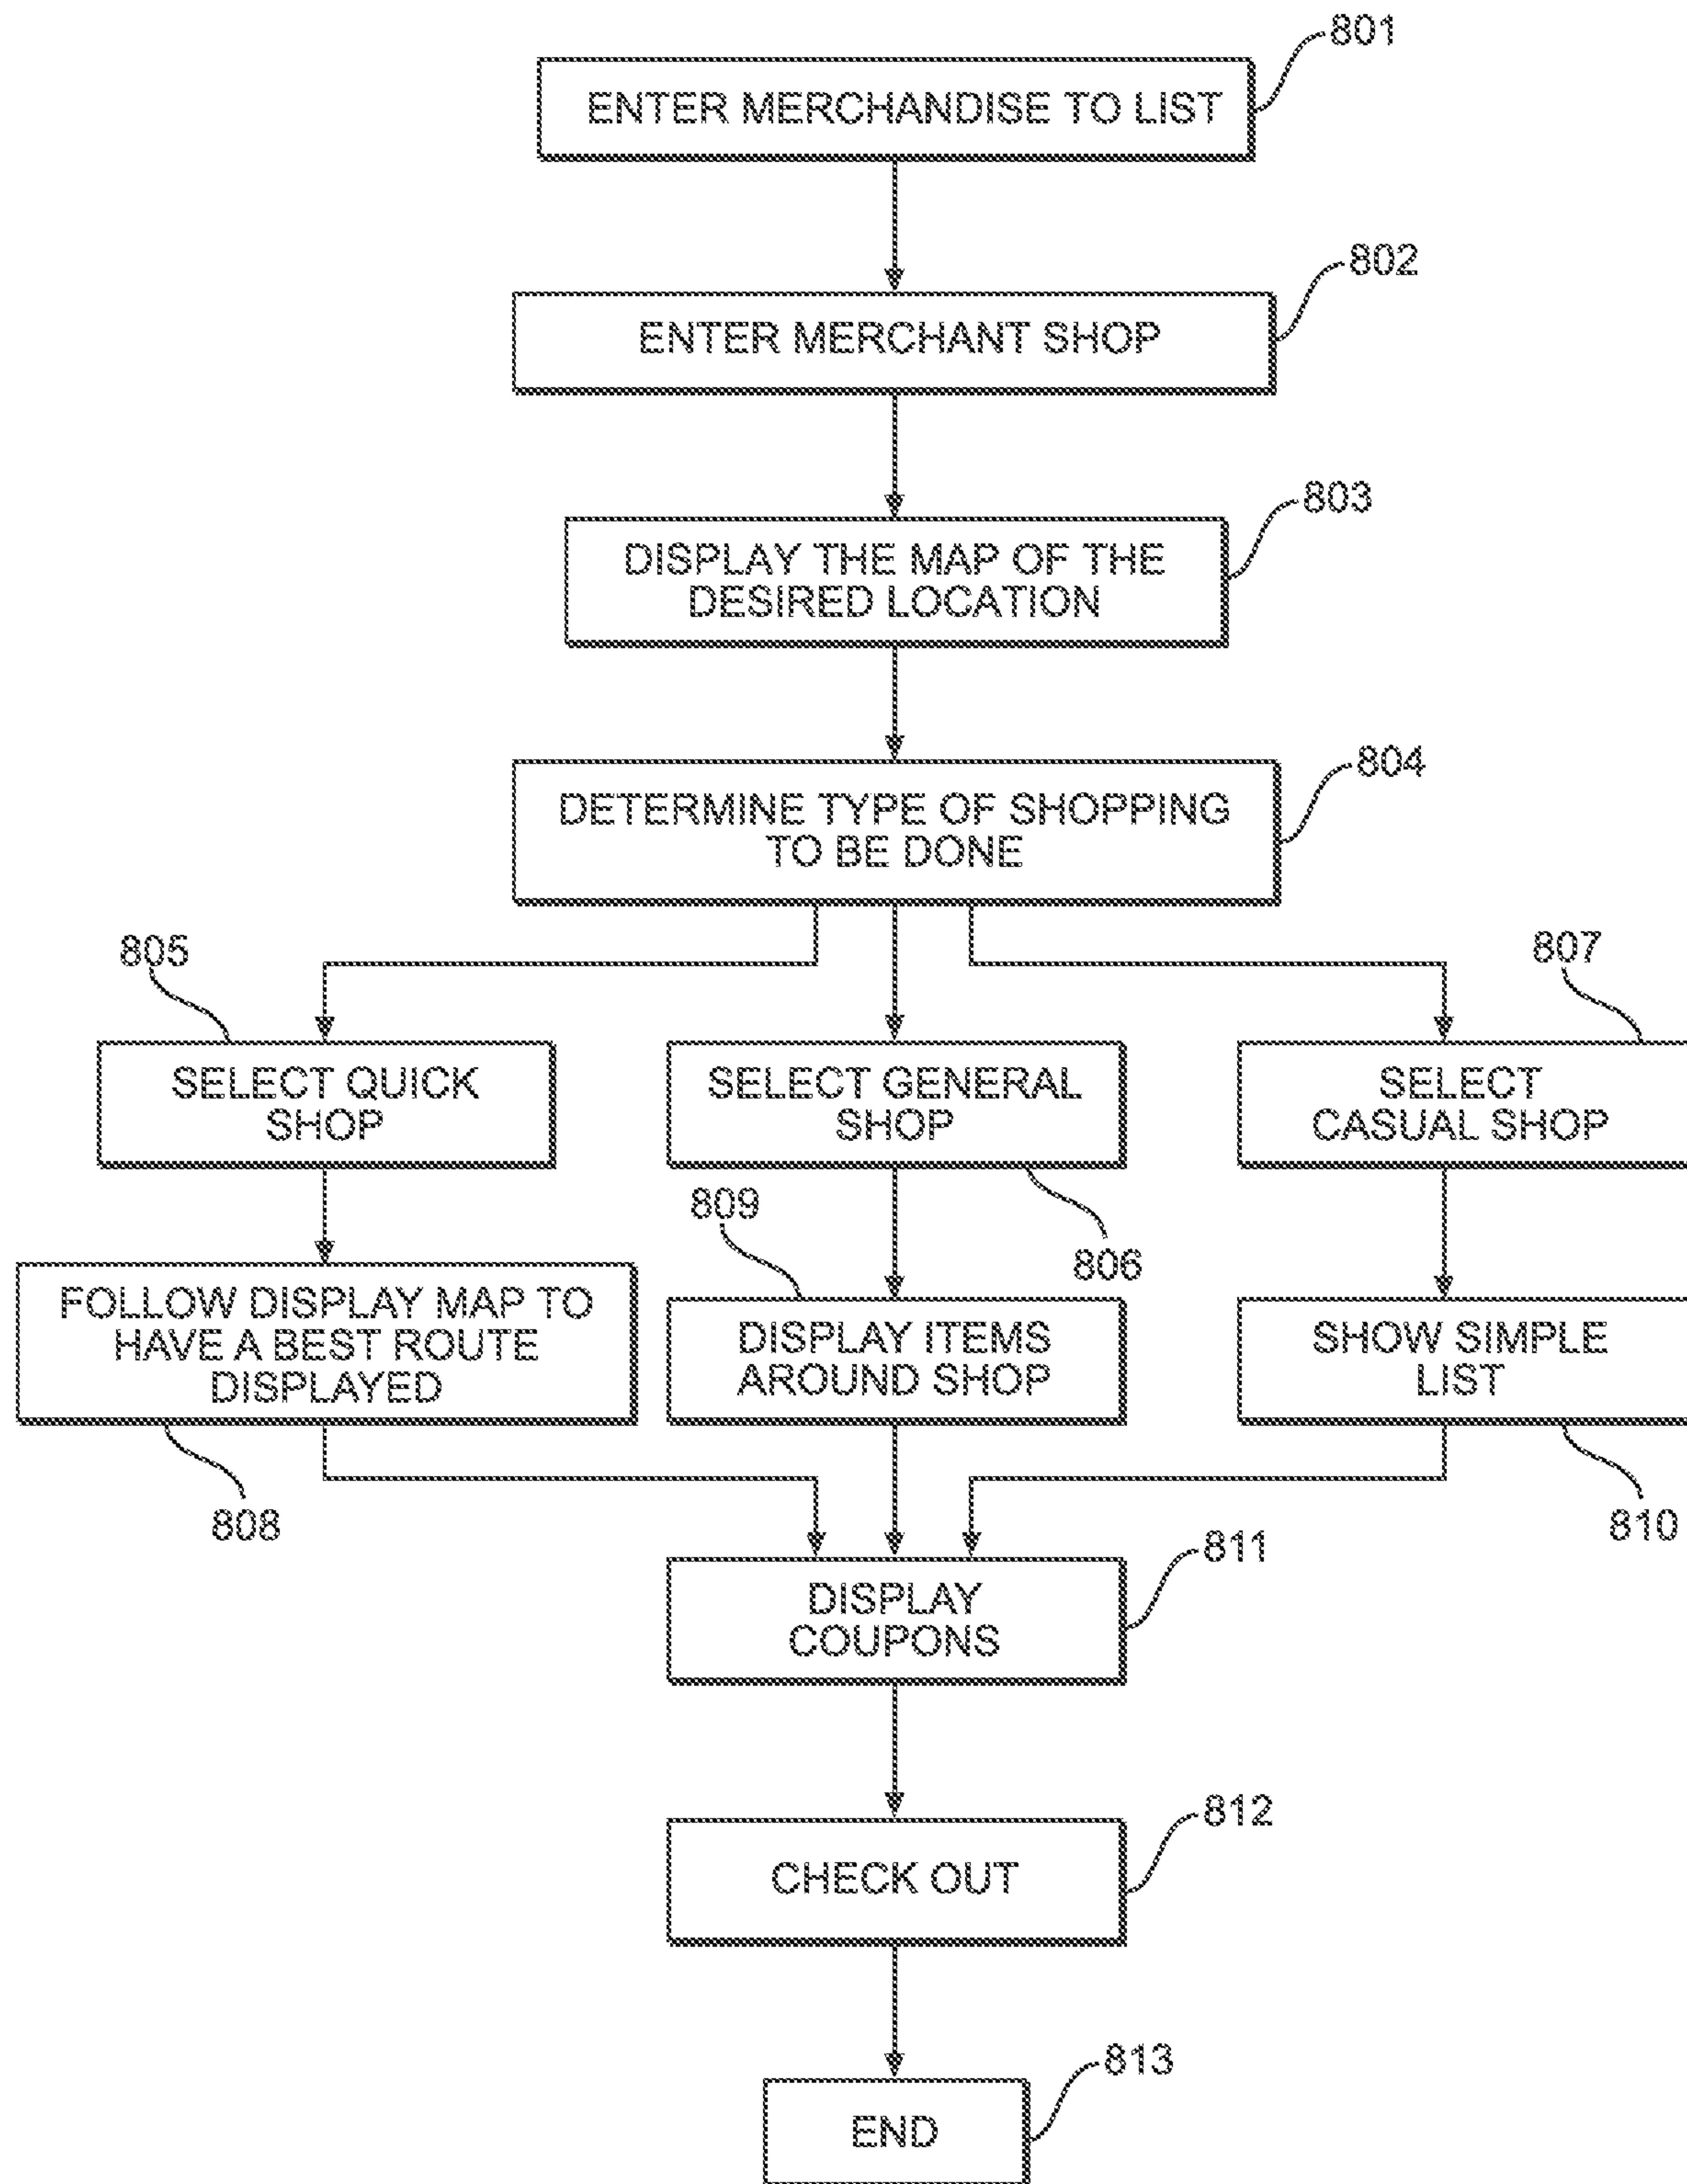 801
ENTER MERCHANDISE TO LIST
802
ENTER MERCHANT SHOP
803
DISPLAY THE MAP OF THE
DESIRED LOCATION
804
DETERMINE TYPE OF SHOPPING
TO BE DONE
805
807
SELECT QUICK
SHOP
SELECT GENERAL
SHOP
SELECT
CASUAL SHOP
809
806
FOLLOW DISPLAY MAP TO
HAVE A BEST ROUTE
DISPLAYED
DISPLAY ITEMS
AROUND SHOP
SHOW SIMPLE
LIST
808
810
811
DISPLAY
COUPONS
812
CHECK OUT
813
END